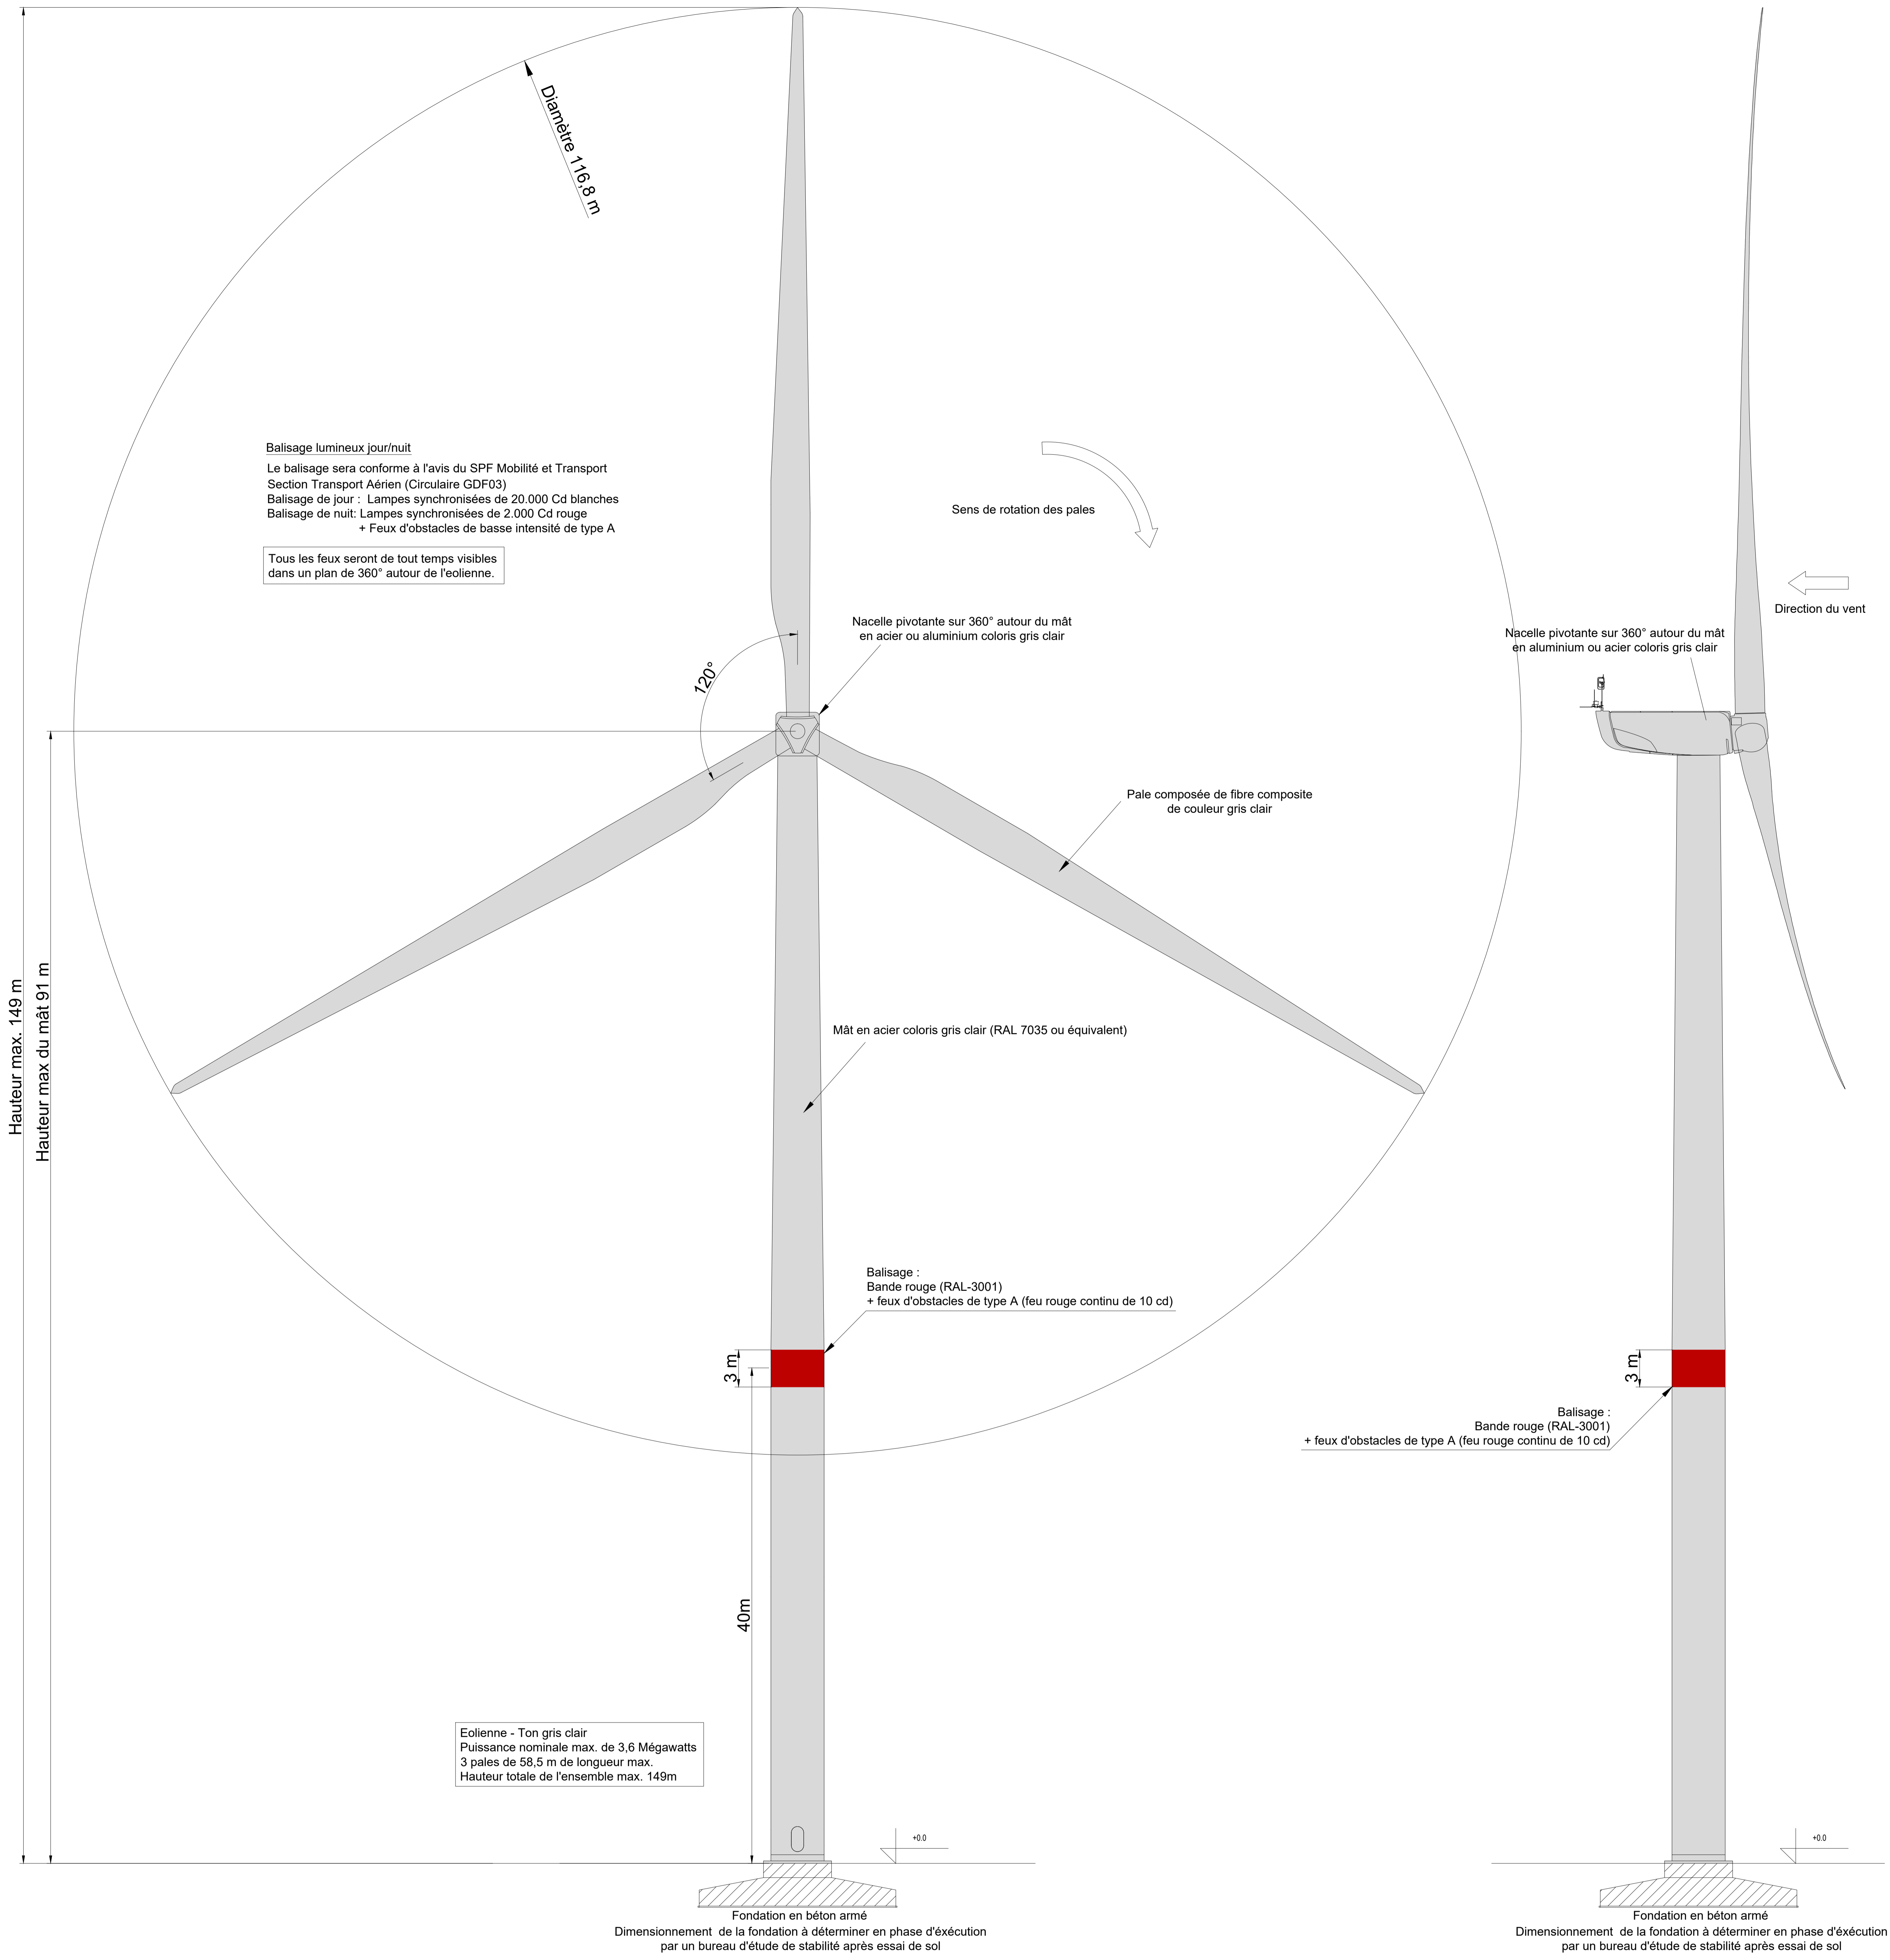 Diamètre 116,8 m
Balisage lumineux jour/nuit
Le balisage sera conforme à l'avis du SPF Mobilité et Transport
Section Transport Aérien (Circulaire GDF03)
Balisage de jour :  Lampes synchronisées de 20.000 Cd blanches
Balisage de nuit: Lampes synchronisées de 2.000 Cd rouge
+ Feux d'obstacles de basse intensité de type A
Tous les feux seront de tout temps visibles
dans un plan de 360° autour de l'eolienne.
Sens de rotation des pales
Direction du vent
Nacelle pivotante sur 360° autour du mât
en acier ou aluminium coloris gris clair
Nacelle pivotante sur 360° autour du mât
en aluminium ou acier coloris gris clair
120°
Pale composée de fibre composite
de couleur gris clair
Hauteur max. 149 m
Hauteur max du mât 91 m
Mât en acier coloris gris clair (RAL 7035 ou équivalent)
Balisage :
Bande rouge (RAL-3001)
+ feux d'obstacles de type A (feu rouge continu de 10 cd)
3 m
3 m
Balisage :
Bande rouge (RAL-3001)
+ feux d'obstacles de type A (feu rouge continu de 10 cd)
40m
Eolienne - Ton gris clair
Puissance nominale max. de 3,6 Mégawatts
3 pales de 58,5 m de longueur max.
Hauteur totale de l'ensemble max. 149m
+0.0
+0.0
Fondation en béton armé
Dimensionnement  de la fondation à déterminer en phase d'éxécution
par un bureau d'étude de stabilité après essai de sol
Fondation en béton armé
Dimensionnement  de la fondation à déterminer en phase d'éxécution
par un bureau d'étude de stabilité après essai de sol